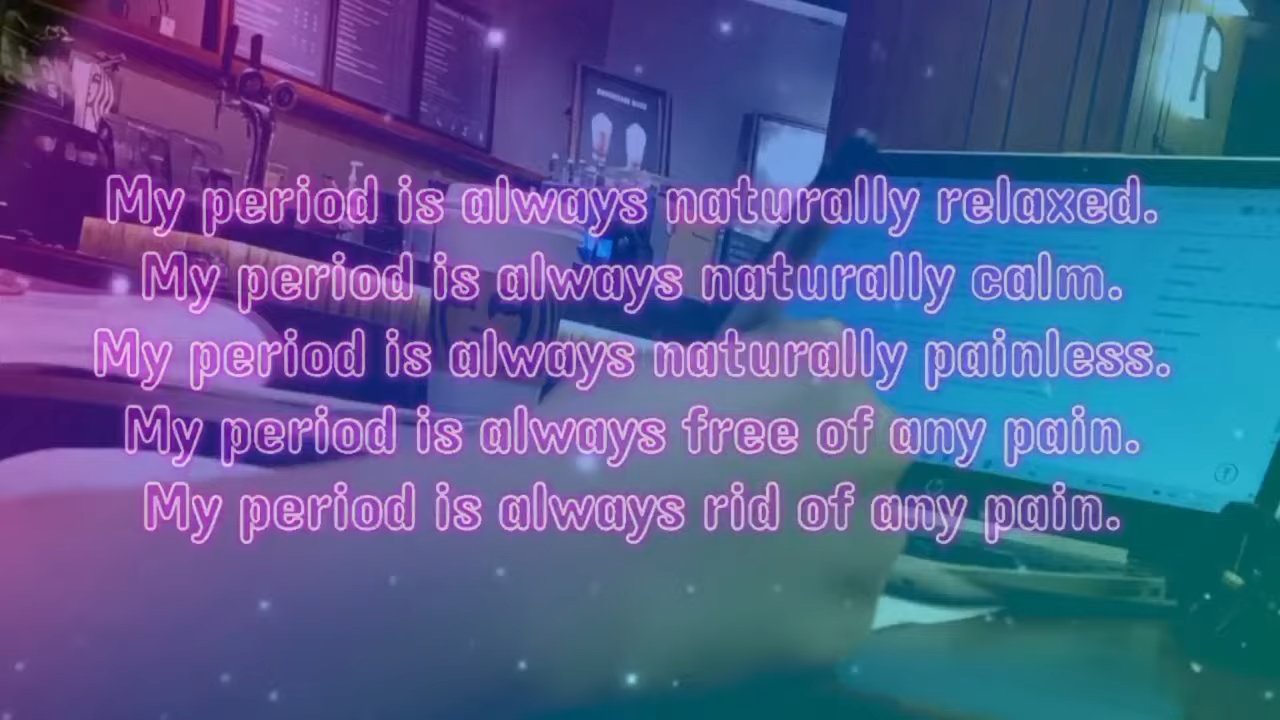 My period is always naturally relaxed.
My period is always naturally calm.
My period is always naturally painless.
My period is always free of any pain.
My period is always rid of any pain.